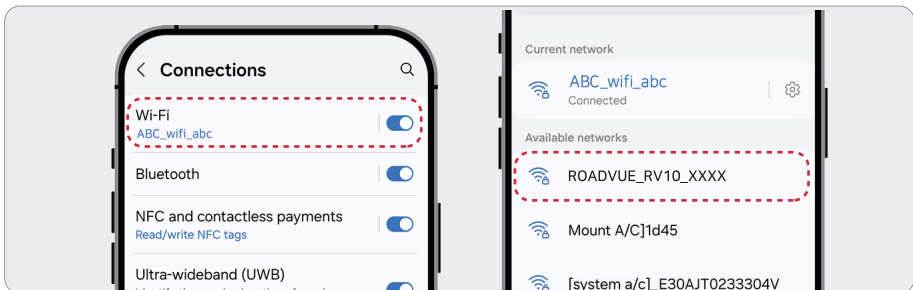 Connections
Wi-Fi
ABC_wifi_abc
Bluetooth
NFC and contactless payments
Read/write NFC tags
Ultra-wideband (UWB)
Current network
ABC_wifi_abc
Connected
Available networks
ROADVUE_RV10_XXXX
Mount A/C]1d45
[system a/c]_E30AJT0233304V